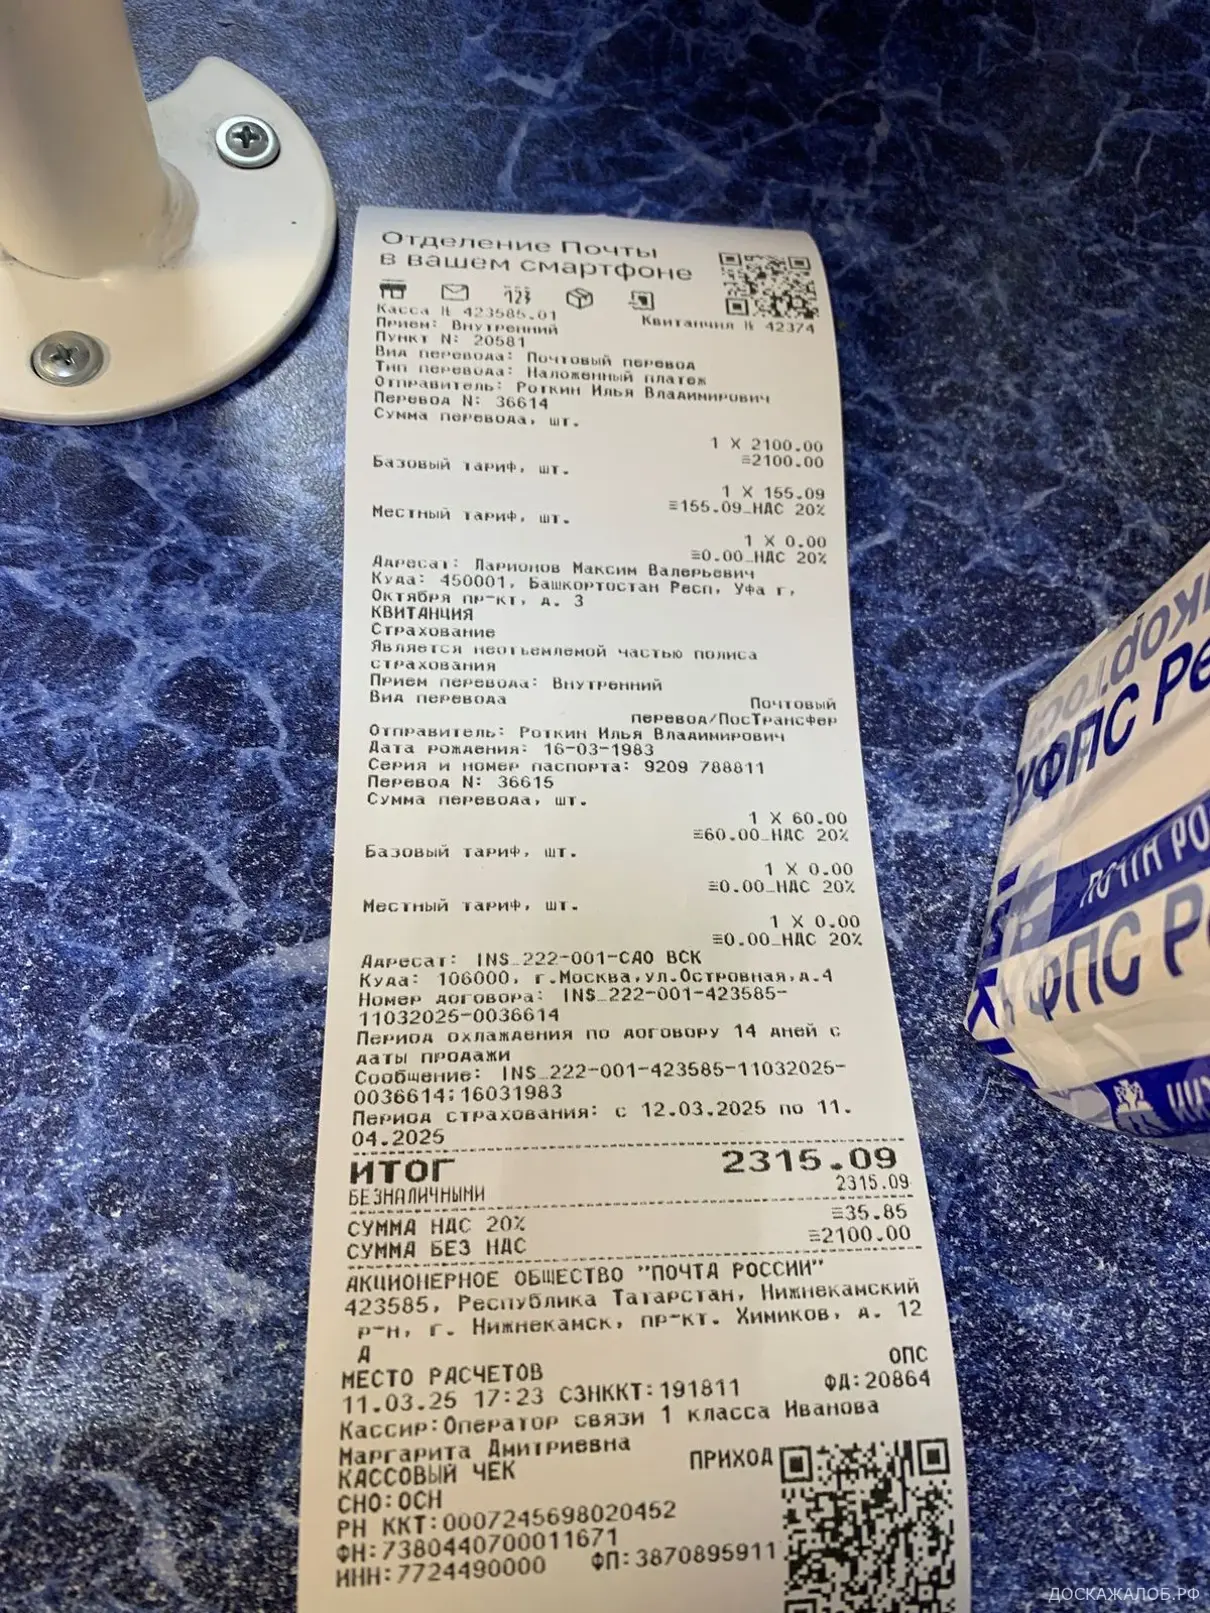 Отделение Почты
в вашем смартфоне
123
Касса N 423585.01
Квитанция N 42374
Прием: Внутренний
Пункт N: 20581
Вид перевода: Почтовый перевод
Тип перевода: Наложенный платеж
Отправитель: Роткин Илья Владимирович
Перевод N: 36614
Сумма перевода, шт.
1 X 2100.00
=2100.00
Базовый тариф, шт.
1 X 155.09
=155.09_НДС 20%
Местный тариф, шт.
1 X 0.00
=0.00_НДС 20%
Адресат: Ларионов Максим Валерьевич
Куда: 450001, Башкортостан Респ, Уфа г,
Октября пр-кт, д. 3
КВИТАНЦИЯ
Страхование
Является неотъемлемой частью полиса
страхования
Прием перевода: Внутренний
Вид перевода Почтовый
перевод/ПосТрансфер
Отправитель: Роткин Илья Владимирович
Дата рождения: 16-03-1983
Серия и номер паспорта: 9209 788811
Перевод N: 36615
Сумма перевода, шт.
1 X 60.00
=60.00_НДС 20%
Базовый тариф, шт.
1 X 0.00
=0.00_НДС 20%
Местный тариф, шт.
1 X 0.00
=0.00_НДС 20%
Адресат: INS_222-001-САО ВСК
Куда: 106000, г.Москва,ул.Островная,д.4
Номер договора: INS_222-001-423585-
11032025-0036614
Период охлаждения по договору 14 дней с
даты продажи
Сообщение: INS_222-001-423585-11032025-
0036614;16031983
Период страхования: с 12.03.2025 по 11.
04.2025
ИТОГ 2315.09
БЕЗНАЛИЧНЫМИ 2315.09
СУММА НДС 20% =35.85
СУММА БЕЗ НДС =2100.00
АКЦИОНЕРНОЕ ОБЩЕСТВО "ПОЧТА РОССИИ"
423585, Республика Татарстан, Нижнекамский
р-н, г. Нижнекамск, пр-кт. Химиков, д. 12
А
МЕСТО РАСЧЕТОВ ОПС
11.03.25 17:23 СЗНККТ:191811 ФД:20864
Кассир:Оператор связи 1 класса Иванова
Маргарита Дмитриевна
КАССОВЫЙ ЧЕК ПРИХОД
СНО:ОСН
РН ККТ:0007245698020452
ФН:7380440700011671
ИНН:7724490000 ФП:3870895911
УФПС Ре
ПОЧТА РО
УФПС Р
ДОСКАЖАЛОБ.РФ